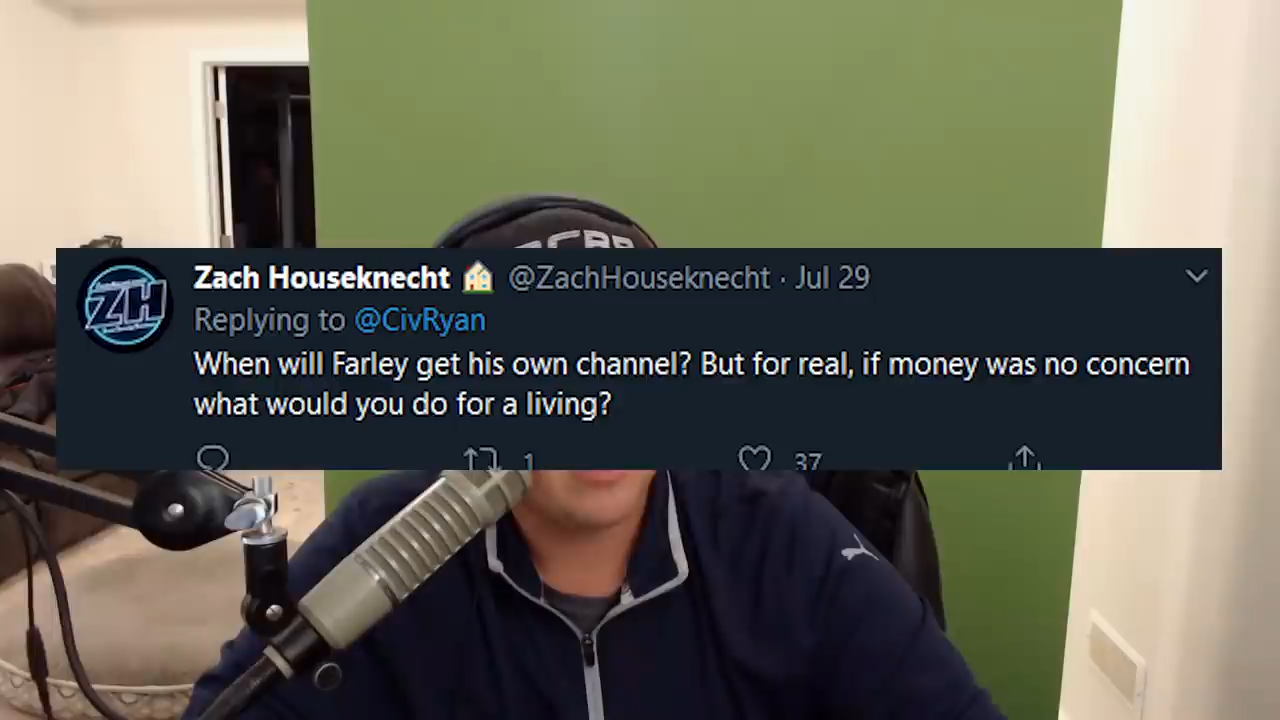 Zach Houseknecht @ZachHouseknecht · Jul 29
Replying to @CivRyan
When will Farley get his own channel? But for real, if money was no concern
what would you do for a living?
1 37
ZH